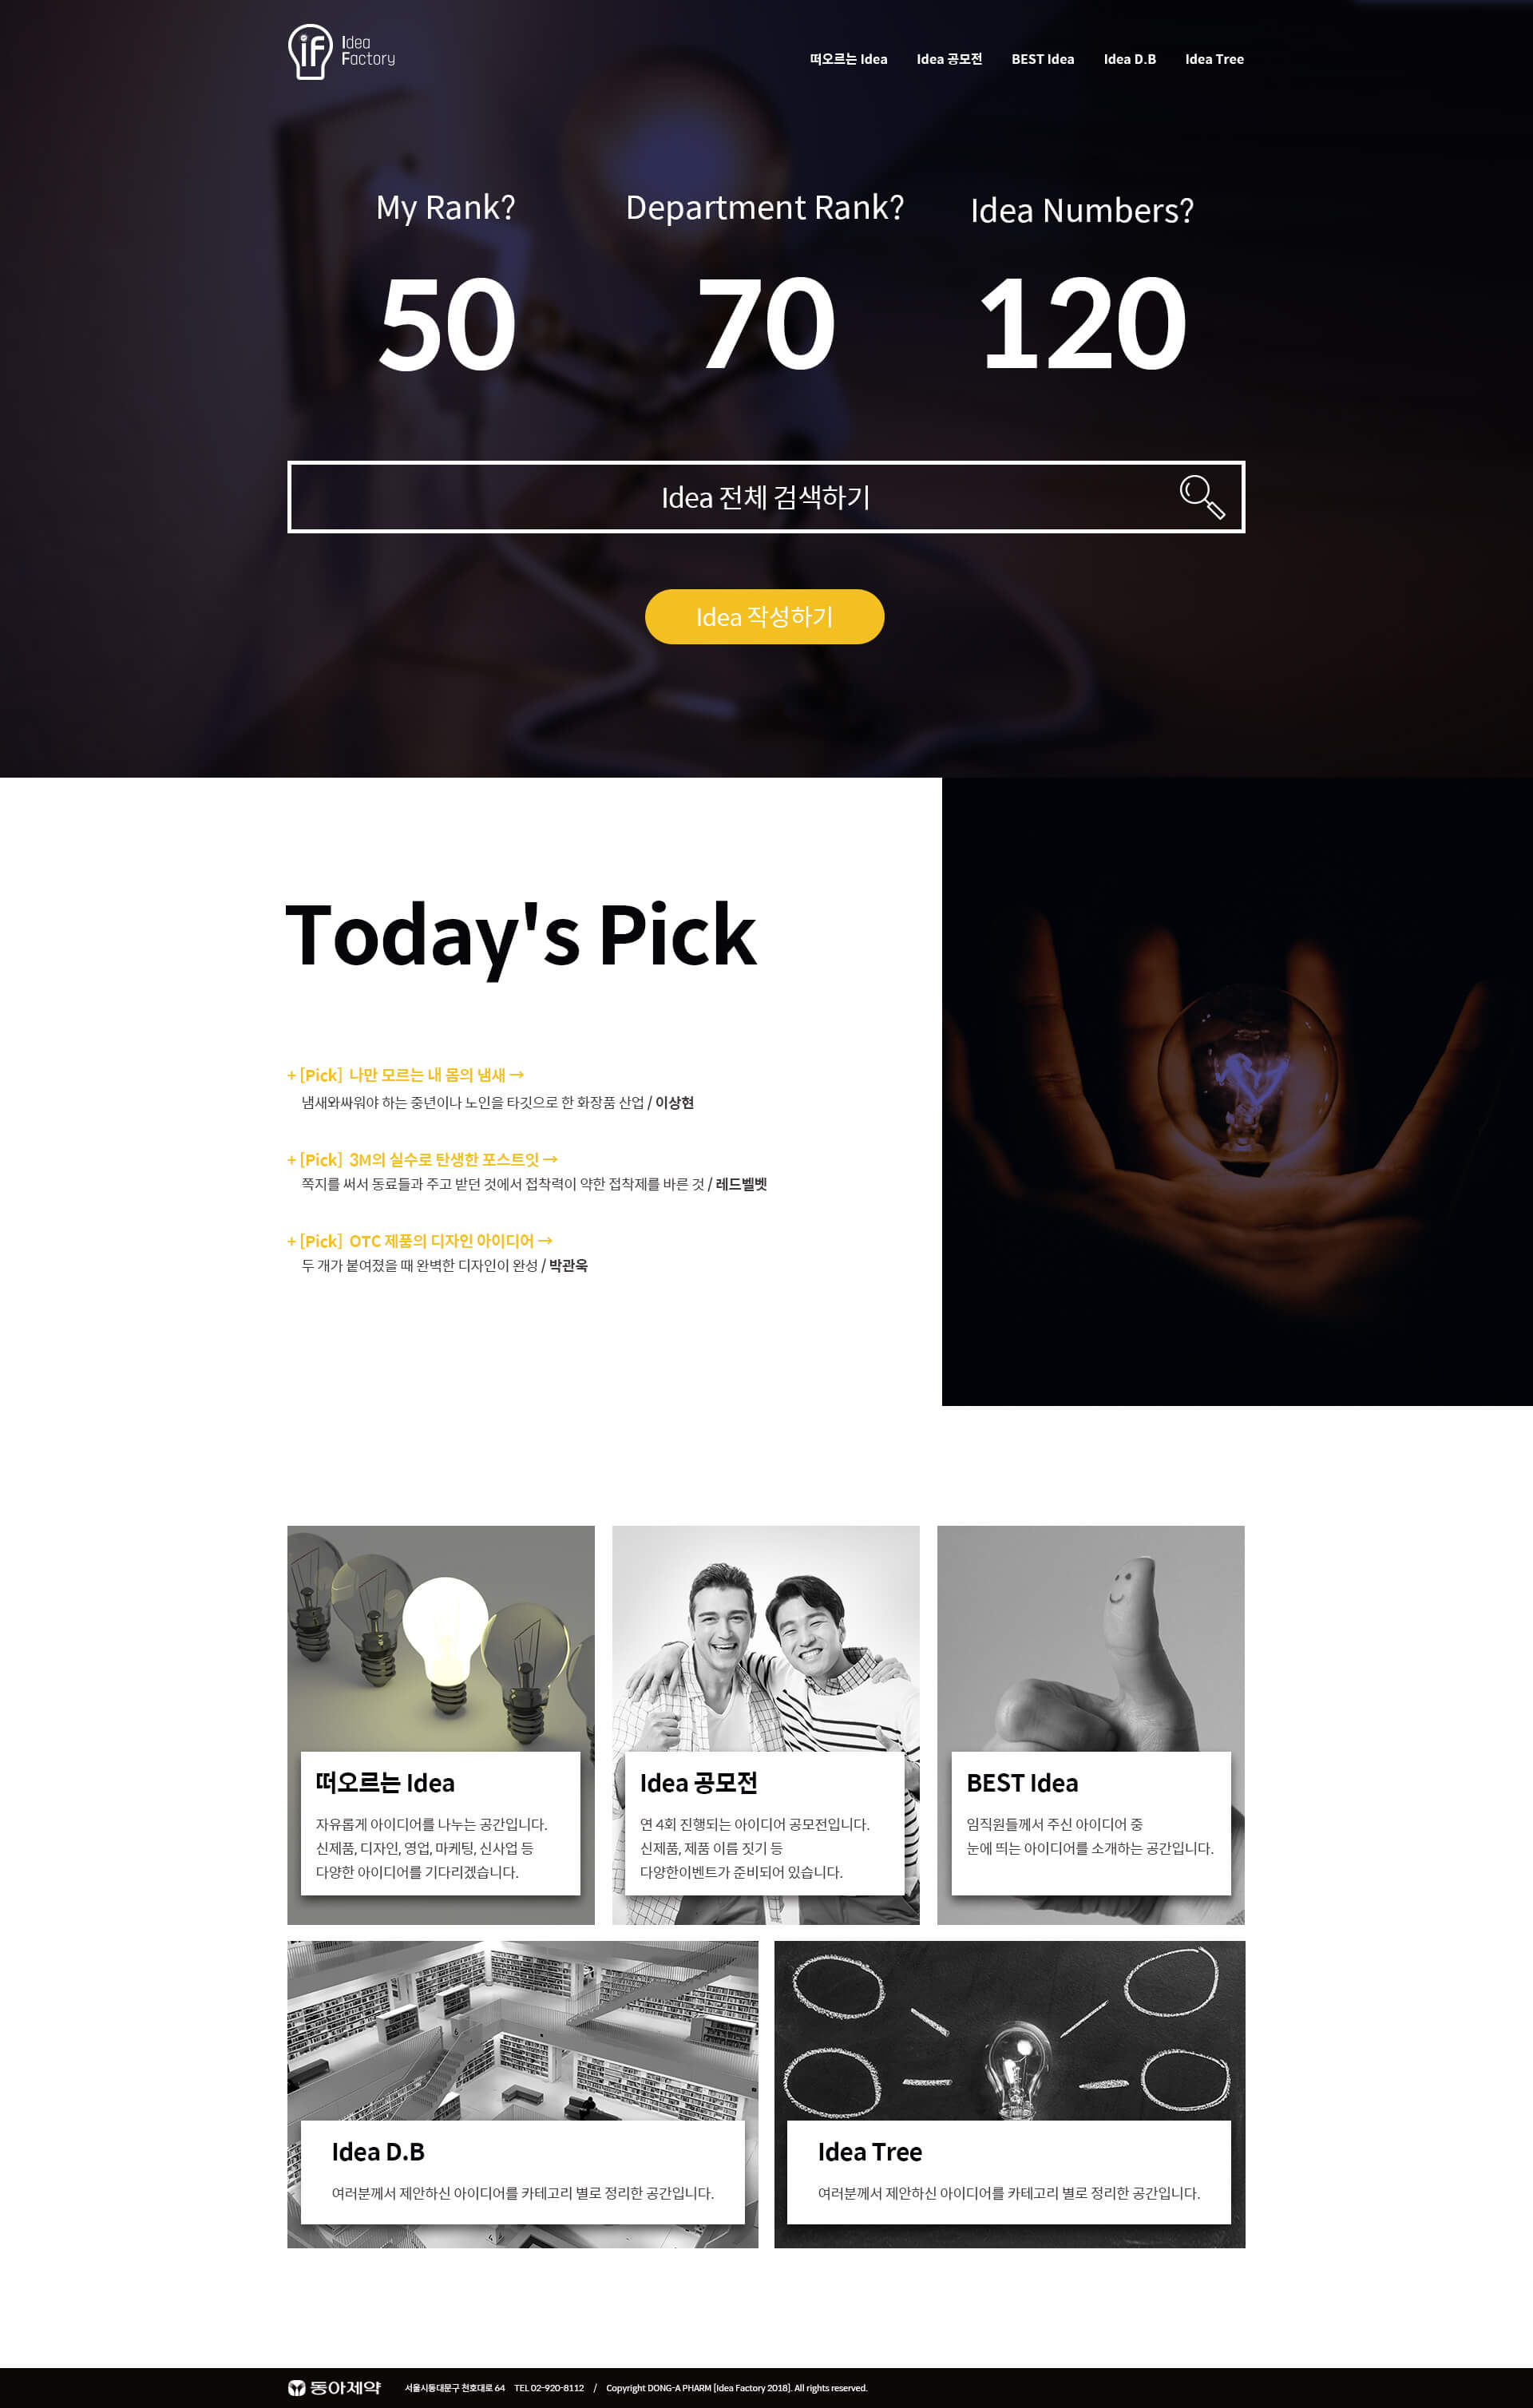 iF Idea
Factory
떠오르는 Idea
Idea 공모전
BEST Idea
Idea D.B
Idea Tree
My Rank?
Department Rank?
Idea Numbers?
50
70
120
Idea 전체 검색하기
Idea 작성하기
Today's Pick
+ [Pick] 나만 모르는 내 몸의 냄새 →
냄새와싸워야 하는 중년이나 노인을 타깃으로 한 화장품 산업 / 이상현
+ [Pick] 3M의 실수로 탄생한 포스트잇 →
쪽지를 써서 동료들과 주고 받던 것에서 접착력이 약한 접착제를 바른 것 / 레드벨벳
+ [Pick] OTC 제품의 디자인 아이디어 →
두 개가 붙여졌을 때 완벽한 디자인이 완성 / 박관욱
떠오르는 Idea
자유롭게 아이디어를 나누는 공간입니다.
신제품, 디자인, 영업, 마케팅, 신사업 등
다양한 아이디어를 기다리겠습니다.
Idea 공모전
연 4회 진행되는 아이디어 공모전입니다.
신제품, 제품 이름 짓기 등
다양한이벤트가 준비되어 있습니다.
BEST Idea
임직원들께서 주신 아이디어 중
눈에 띄는 아이디어를 소개하는 공간입니다.
Idea D.B
여러분께서 제안하신 아이디어를 카테고리 별로 정리한 공간입니다.
Idea Tree
여러분께서 제안하신 아이디어를 카테고리 별로 정리한 공간입니다.
동아제약
서울시동대문구 천호대로 64 TEL 02-920-8112 / Copyright DONG-A PHARM [Idea Factory 2018]. All rights reserved.